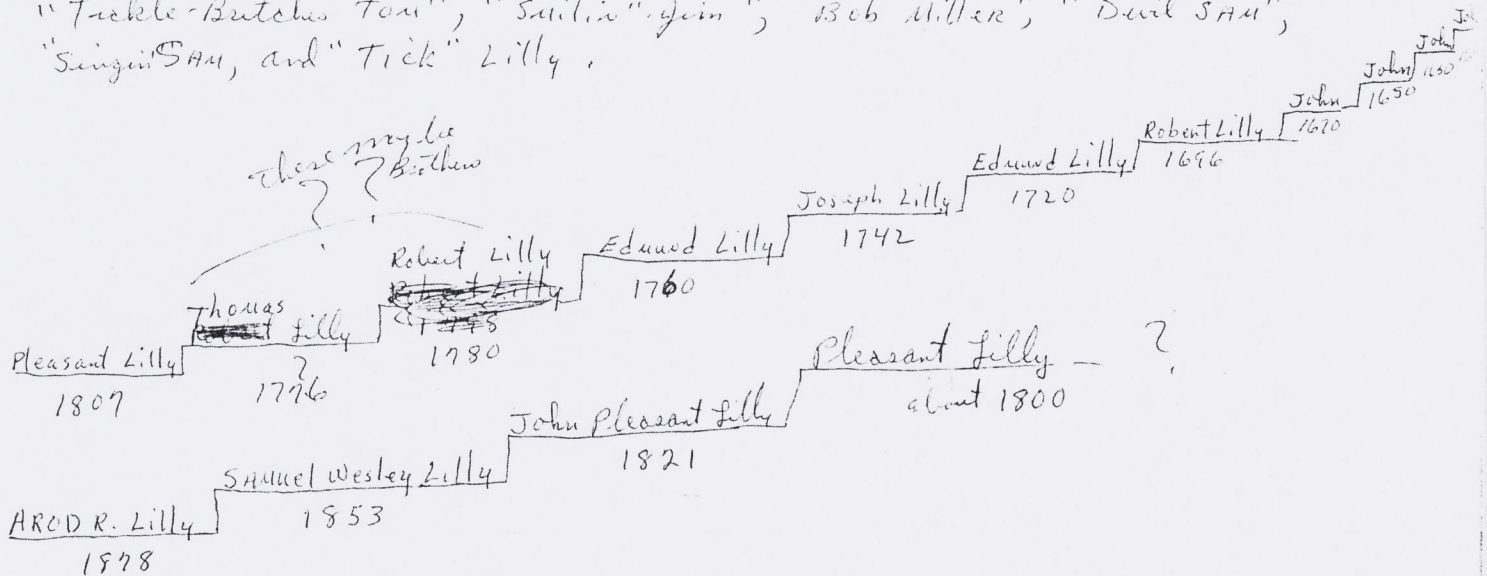 "Tickle-Britches Tom", "Smilin" Jim", Bob Miller", "Devil SAM",
"Singin" SAM, and "Tick" Lilly.
These may be
Brothers
? ?
Pleasant Lilly
1807
Thomas
Lilly
?
1776
Robert Lilly
1780
Edmund Lilly
1760
Joseph Lilly
1742
Edmund Lilly
1720
Robert Lilly
1696
John
1670
John
1650
John
AROD R. Lilly
1878
SAMUEL Wesley Lilly
1853
John Pleasant Lilly
1821
Pleasant Lilly — ?
about 1800